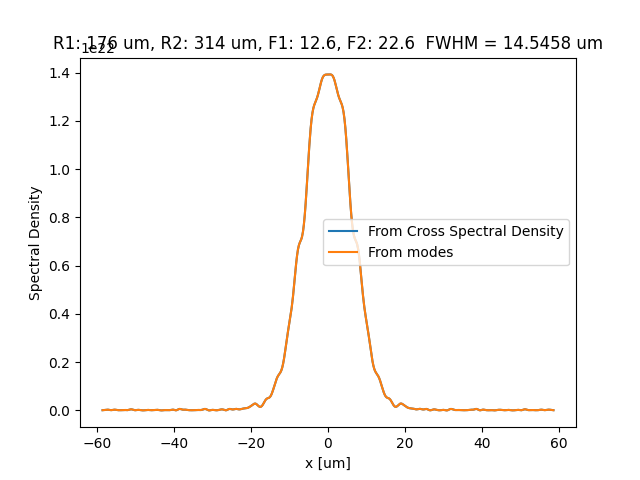 R1: 176 um, R2: 314 um, F1: 12.6, F2: 22.6  FWHM = 14.5458 um
1e22
1.4
1.2
1.0
0.8
0.6
0.4
0.2
0.0
Spectral Density
From Cross Spectral Density
From modes
−60
−40
−20
0
20
40
60
x [um]